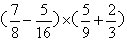 (7/8 − 5/16) × (5/9 + 2/3)